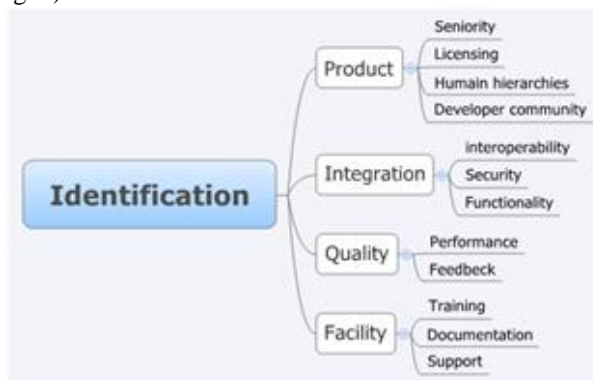 Identification
Product
Seniority
Licensing
Humain hierarchies
Developer community
Integration
interoperability
Security
Functionality
Quality
Performance
Feedbeck
Facility
Training
Documentation
Support